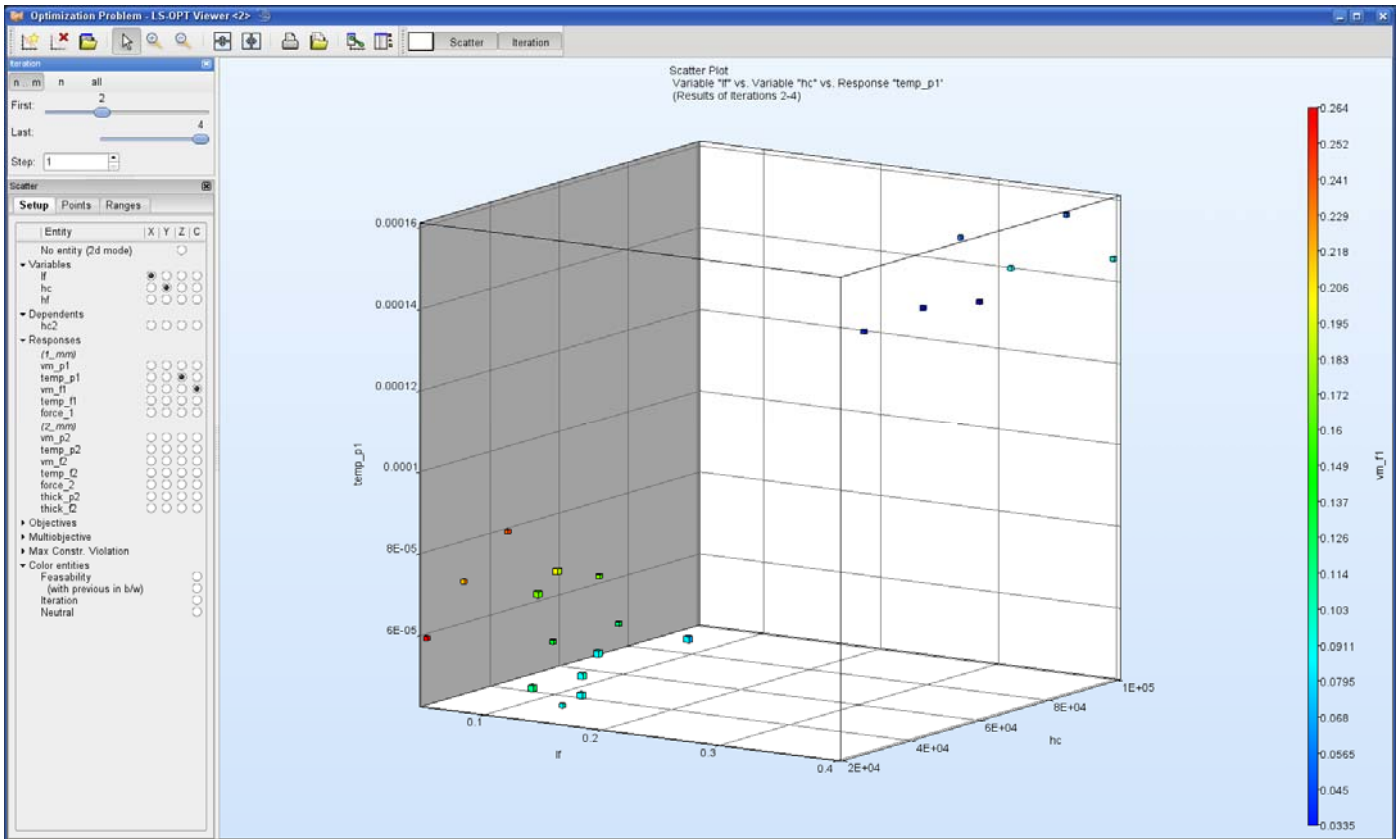 Optimization Problem - LS-OPT Viewer <2>
Scatter Iteration
Iteration
n ... m n all
First: 2
Last: 4
Step: 1
Scatter
Setup Points Ranges
Entity X Y Z C
No entity (2d mode)
Variables
lf
hc
hf
Dependents
hc2
Responses
(1_mm)
vm_p1
temp_p1
vm_f1
temp_f1
force_1
(2_mm)
vm_p2
temp_p2
vm_f2
temp_f2
force_2
thick_p2
thick_f2
Objectives
Multiobjective
Max Constr. Violation
Color entities
Feasability
(with previous in b/w)
Iteration
Neutral
Scatter Plot
Variable "lf" vs. Variable "hc" vs. Response "temp_p1"
(Results of Iterations 2-4)
0.00016
0.00014
0.00012
0.0001
8E-05
6E-05
temp_p1
0.1
0.2
0.3
0.4
lf
2E+04
4E+04
6E+04
8E+04
1E+05
hc
0.264
0.252
0.241
0.229
0.218
0.206
0.195
0.183
0.172
0.16
0.149
0.137
0.126
0.114
0.103
0.0911
0.0795
0.068
0.0565
0.045
0.0335
vm_f1